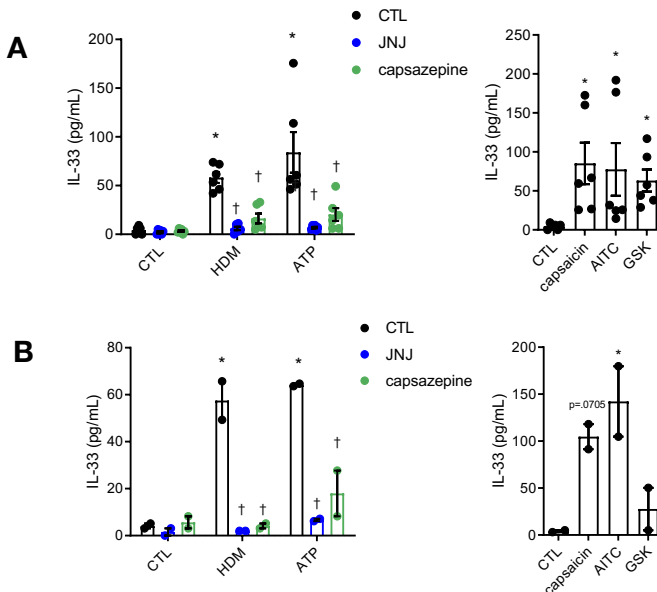 A
CTL
JNJ
capsazepine
IL-33 (pg/mL)
200
150
100
50
0
*
†
†
*
†
†
CTL
HDM
ATP
IL-33 (pg/mL)
250
200
150
100
50
0
*
*
*
CTL
capsaicin
AITC
GSK
B
CTL
JNJ
capsazepine
IL-33 (pg/mL)
80
60
40
20
0
*
†
†
*
†
†
CTL
HDM
ATP
IL-33 (pg/mL)
200
150
100
50
0
p=.0705
*
CTL
capsaicin
AITC
GSK